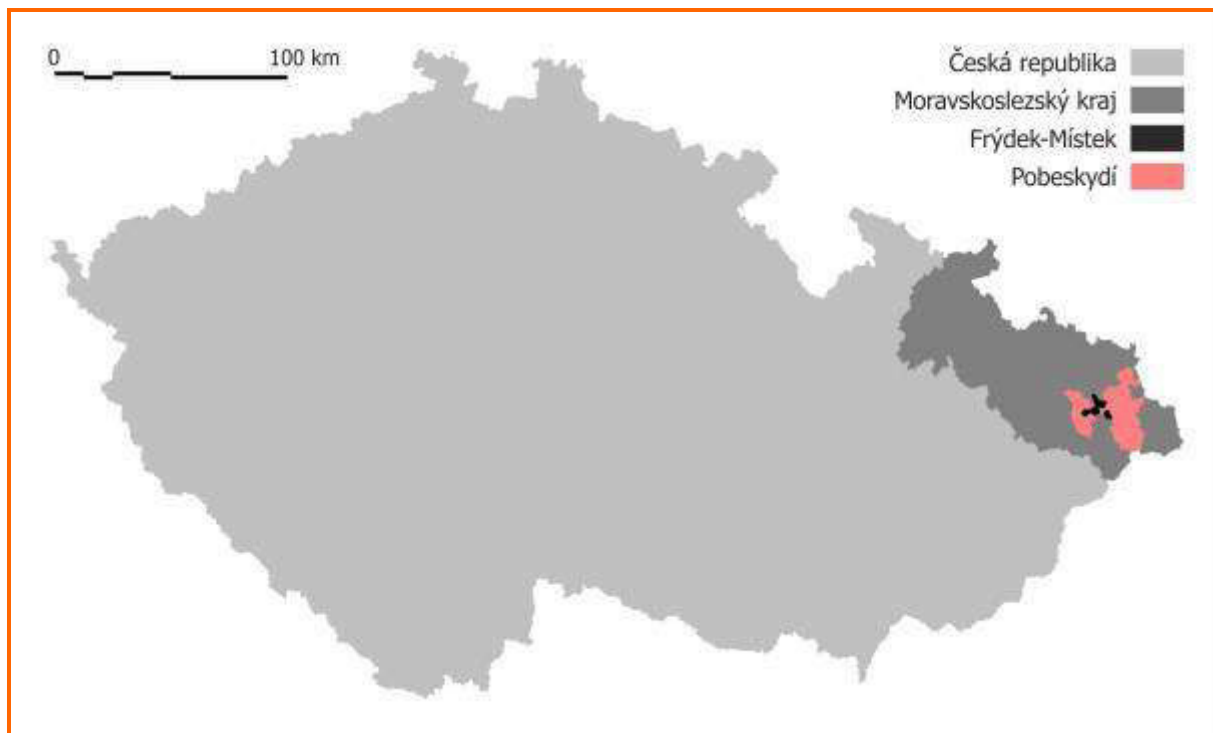 0 100 km
Česká republika
Moravskoslezský kraj
Frýdek-Místek
Pobeskydí